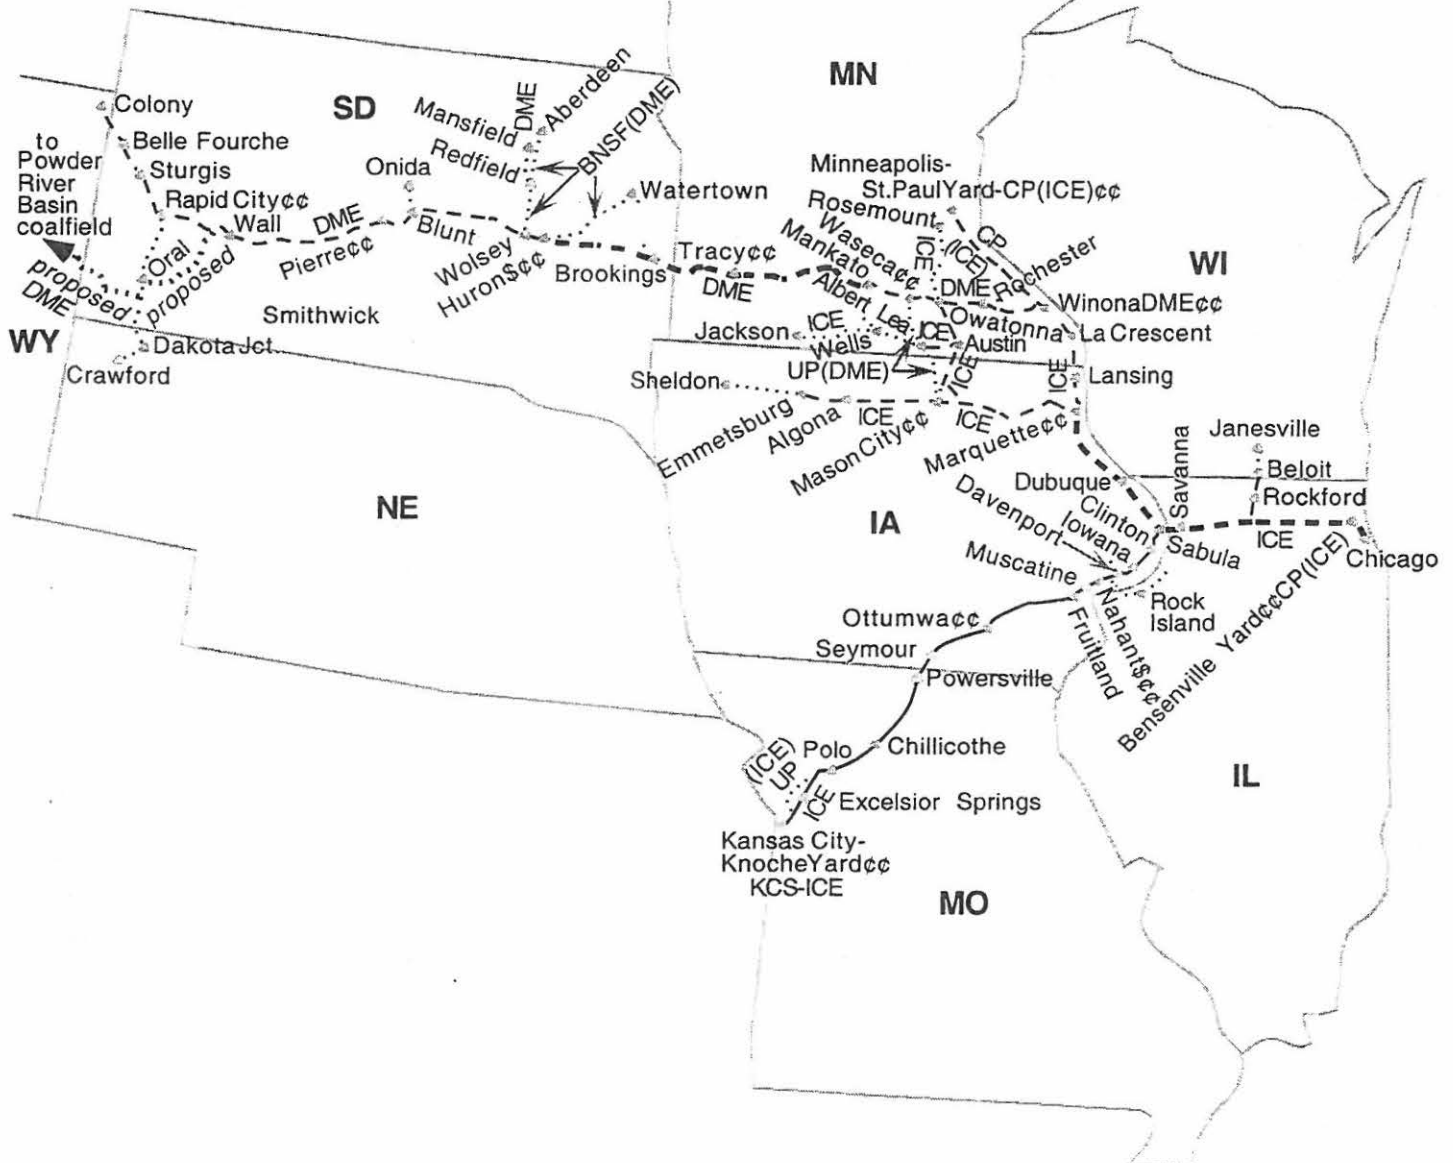 MN
SD
Colony
Belle Fourche
Sturgis
Rapid City¢¢
Wall
to
Powder
River
Basin
coalfield
Oral
proposed
proposed
DME
WY
Smithwick
Dakota Jct.
Crawford
DME
Pierre¢¢
Onida
Blunt
Mansfield
DME
Aberdeen
Redfield
BNSF(DME)
Watertown
Wolsey
Huron$¢¢
Brookings
Tracy¢¢
DME
Minneapolis-
St.PaulYard-CP(ICE)¢¢
Rosemount
Waseca¢¢
Mankato
ICE
CP
(ICE)
Rochester
WI
DME
WinonaDME¢¢
Albert Lea
Owatonna
La Crescent
Jackson
ICE
Wells
ICE
Austin
UP(DME)
ICE
ICE
Lansing
Sheldon
Emmetsburg
Algona
ICE
Mason City¢¢
ICE
Marquette¢¢
Janesville
Beloit
Rockford
Savanna
Dubuque
NE
IA
Davenport
Clinton
Iowana
Sabula
ICE
Chicago
Muscatine
Rock
Island
Nahant$¢¢
Fruitland
Bensenville Yard¢¢CP(ICE)
Ottumwa¢¢
Seymour
Powersville
(ICE)
UP
Polo
Chillicothe
ICE
Excelsior Springs
IL
Kansas City-
KnocheYard¢¢
KCS-ICE
MO